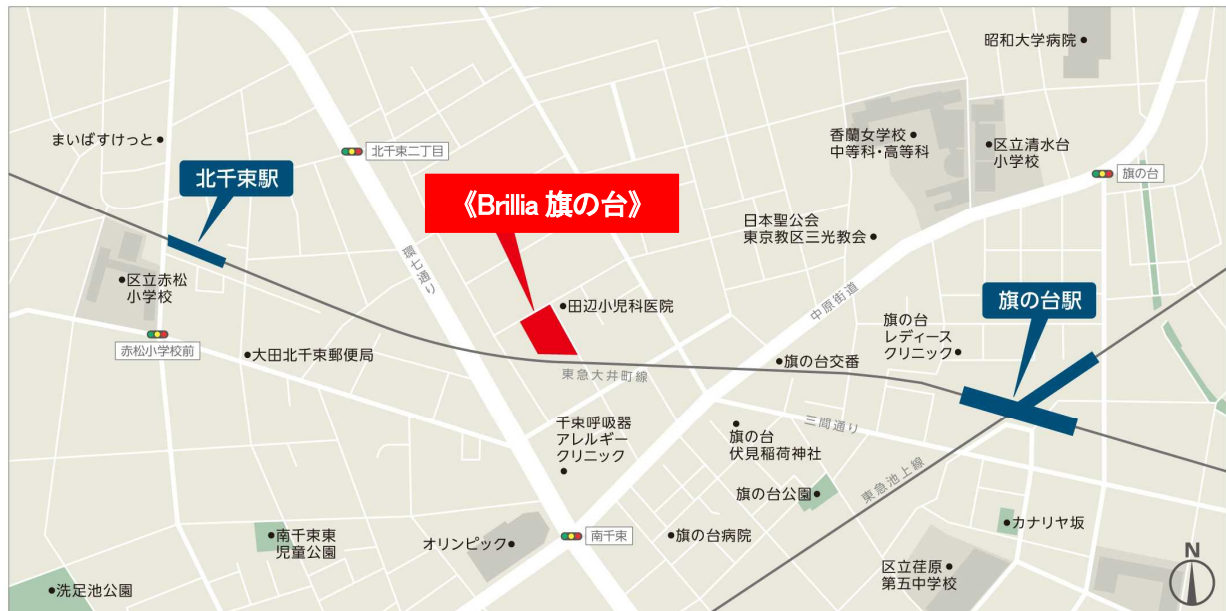 昭和大学病院
香蘭女学校
中等科・高等科
区立清水台
小学校
まいばすけっと
北千束二丁目
旗の台
北千束駅
《Brillia 旗の台》
日本聖公会
東京教区三光教会
環七通り
区立赤松
小学校
田辺小児科医院
中原街道
旗の台駅
旗の台
レディース
クリニック
赤松小学校前
大田北千束郵便局
東急大井町線
旗の台交番
千束呼吸器
アレルギー
クリニック
旗の台
伏見稲荷神社
三間通り
東急池上線
旗の台公園
南千束東
児童公園
オリンピック
南千束
旗の台病院
カナリヤ坂
区立荏原
第五中学校
洗足池公園
N